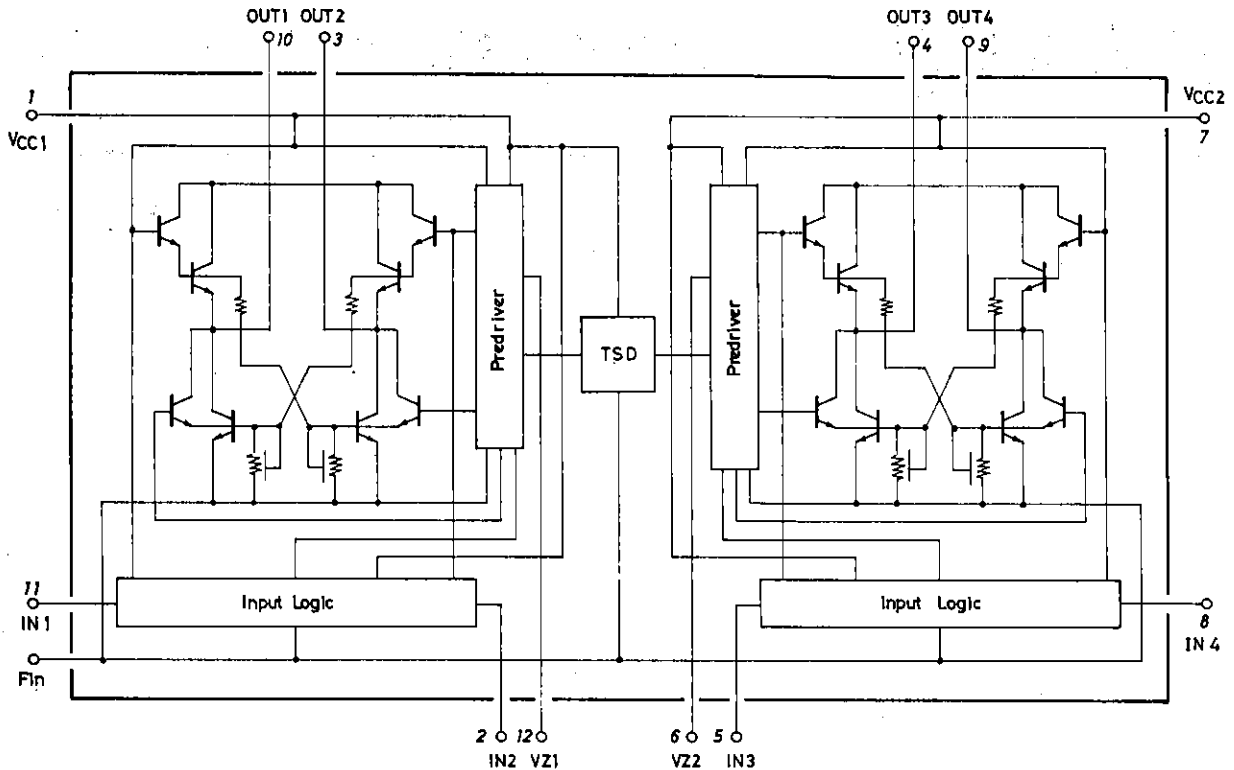 OUT1 OUT2
10 3
OUT3 OUT4
4 9
1
VCC1
VCC2
7
Predriver
TSD
Predriver
11
IN1
Input Logic
Input Logic
8
IN4
Fin
2 12
IN2 VZ1
6 5
VZ2 IN3